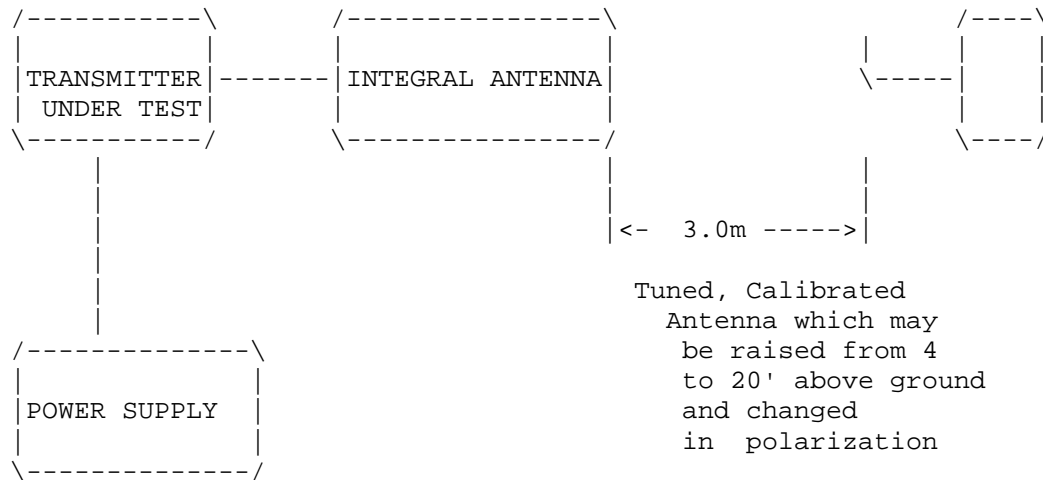 TRANSMITTER
UNDER TEST
INTEGRAL ANTENNA
<- 3.0m ----->
Tuned, Calibrated
Antenna which may
be raised from 4
to 20' above ground
and changed
in polarization
POWER SUPPLY